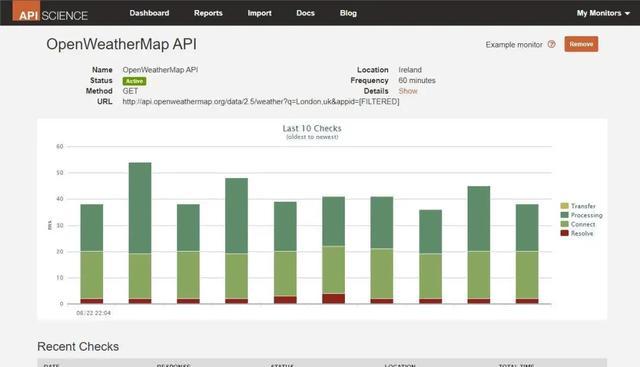 API SCIENCE Dashboard Reports Import Docs Blog My Monitors
OpenWeatherMap API
Example monitor ? Remove
Name OpenWeatherMap API Location Ireland
Status Active Frequency 60 minutes
Method GET Details Show
URL http://api.openweathermap.org/data/2.5/weather?q=London,uk&appid=[FILTERED]
Last 10 Checks
(oldest to newest)
60
50
40
30
20
10
0
ms
Transfer
Processing
Connect
Resolve
08/22 22:04
Recent Checks
DATE RESPONSE STATUS LOCATION TOTAL TIME